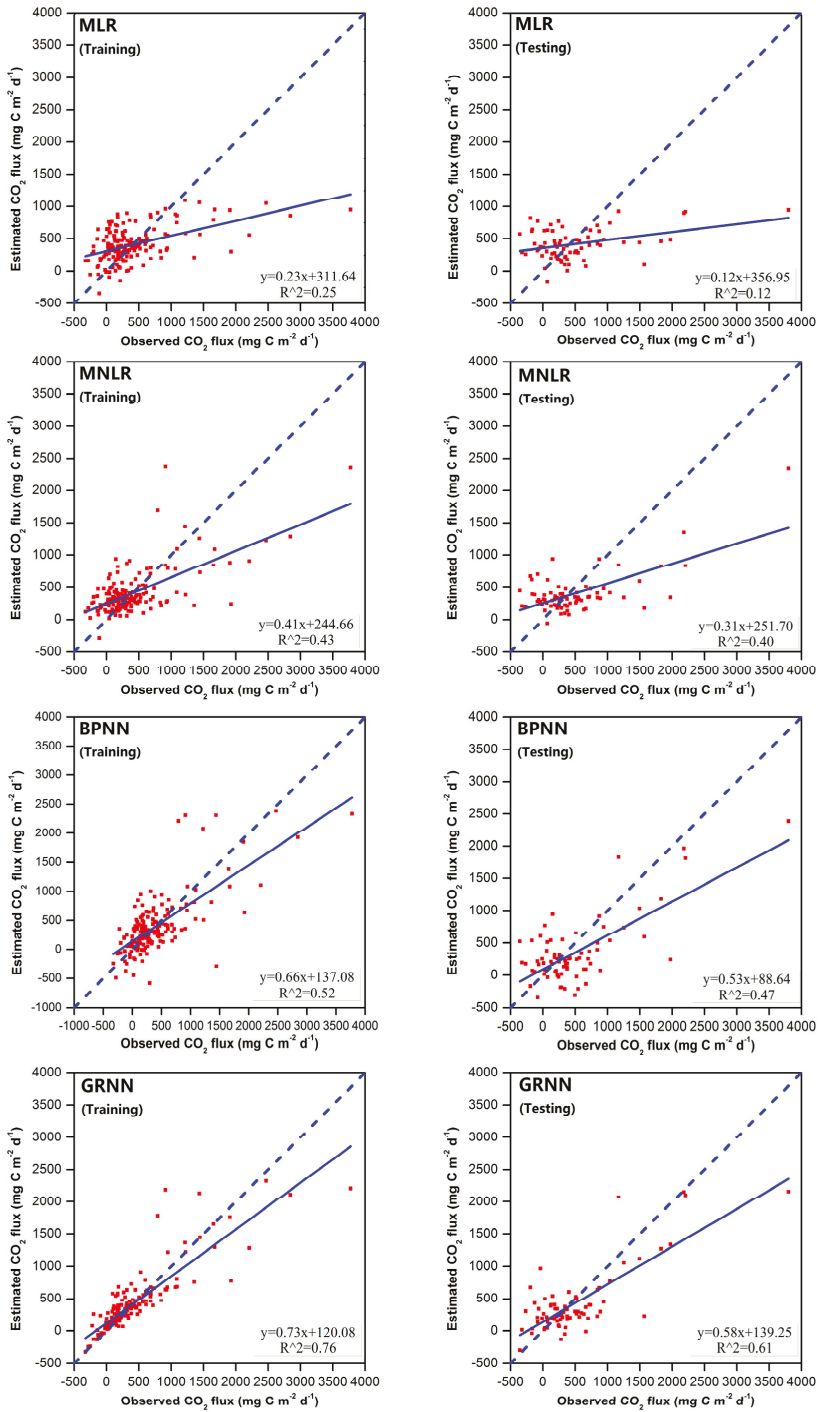 MLR
(Training)
Estimated CO2 flux (mg C m-2 d-1)
4000
3500
3000
2500
2000
1500
1000
500
0
-500
-500 0 500 1000 1500 2000 2500 3000 3500 4000
y=0.23x+311.64
R^2=0.25
Observed CO2 flux (mg C m-2 d-1)
MLR
(Testing)
Estimated CO2 flux (mg C m-2 d-1)
4000
3500
3000
2500
2000
1500
1000
500
0
-500
-500 0 500 1000 1500 2000 2500 3000 3500 4000
y=0.12x+356.95
R^2=0.12
Observed CO2 flux (mg C m-2 d-1)
MNLR
(Training)
Estimated CO2 flux (mg C m-2 d-1)
4000
3500
3000
2500
2000
1500
1000
500
0
-500
-500 0 500 1000 1500 2000 2500 3000 3500 4000
y=0.41x+244.66
R^2=0.43
Observed CO2 flux (mg C m-2 d-1)
MNLR
(Testing)
Estimated CO2 flux (mg C m-2 d-1)
4000
3500
3000
2500
2000
1500
1000
500
0
-500
-500 0 500 1000 1500 2000 2500 3000 3500 4000
y=0.31x+251.70
R^2=0.40
Observed CO2 flux (mg C m-2 d-1)
BPNN
(Training)
Estimated CO2 flux (mg C m-2 d-1)
4000
3500
3000
2500
2000
1500
1000
500
0
-500
-1000
-1000 -500 0 500 1000 1500 2000 2500 3000 3500 4000
y=0.66x+137.08
R^2=0.52
Observed CO2 flux (mg C m-2 d-1)
BPNN
(Testing)
Estimated CO2 flux (mg C m-2 d-1)
4000
3500
3000
2500
2000
1500
1000
500
0
-500
-500 0 500 1000 1500 2000 2500 3000 3500 4000
y=0.53x+88.64
R^2=0.47
Observed CO2 flux (mg C m-2 d-1)
GRNN
(Training)
Estimated CO2 flux (mg C m-2 d-1)
4000
3500
3000
2500
2000
1500
1000
500
0
-500
-500 0 500 1000 1500 2000 2500 3000 3500 4000
y=0.73x+120.08
R^2=0.76
Observed CO2 flux (mg C m-2 d-1)
GRNN
(Testing)
Estimated CO2 flux (mg C m-2 d-1)
4000
3500
3000
2500
2000
1500
1000
500
0
-500
-500 0 500 1000 1500 2000 2500 3000 3500 4000
y=0.58x+139.25
R^2=0.61
Observed CO2 flux (mg C m-2 d-1)